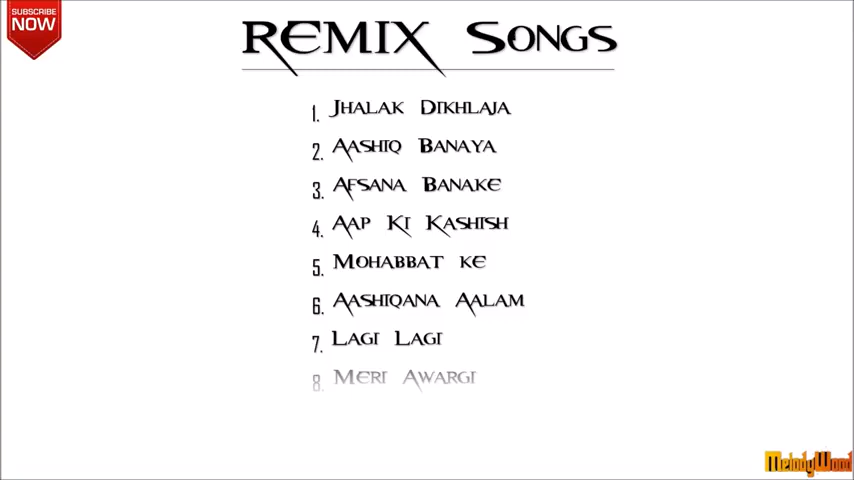 SUBSCRIBE
NOW
REMIX SONGS
1. JHALAK DIKHLAJA
2. AASHIQ BANAYA
3. AFSANA BANAKE
4. AAP KI KASHISH
5. MOHABBAT KE
6. AASHIQANA AALAM
7. LAGI LAGI
8. MERI AWARGI
MelodyWood